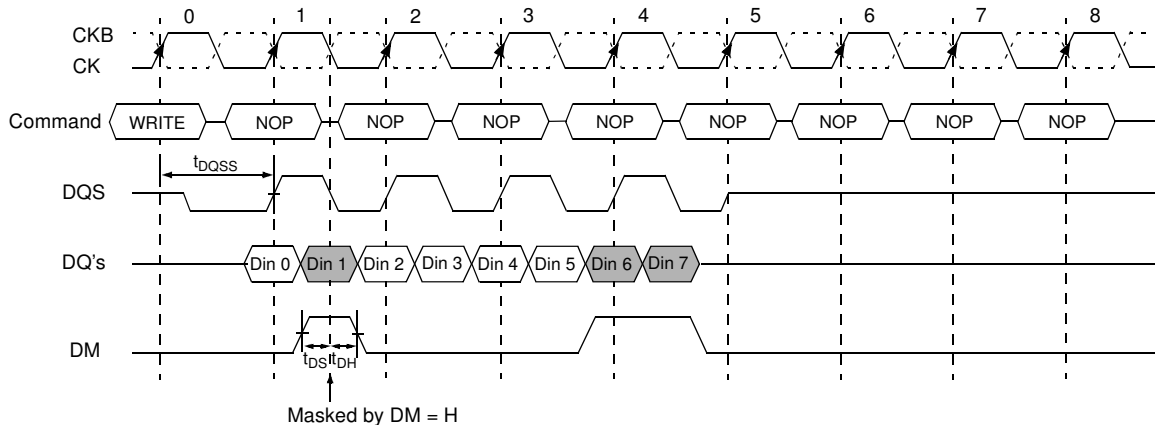 0 1 2 3 4 5 6 7 8
CKB
CK
Command WRITE NOP NOP NOP NOP NOP NOP NOP NOP
tDQSS
DQS
DQ's Din 0 Din 1 Din 2 Din 3 Din 4 Din 5 Din 6 Din 7
DM
tDS tDH
Masked by DM = H